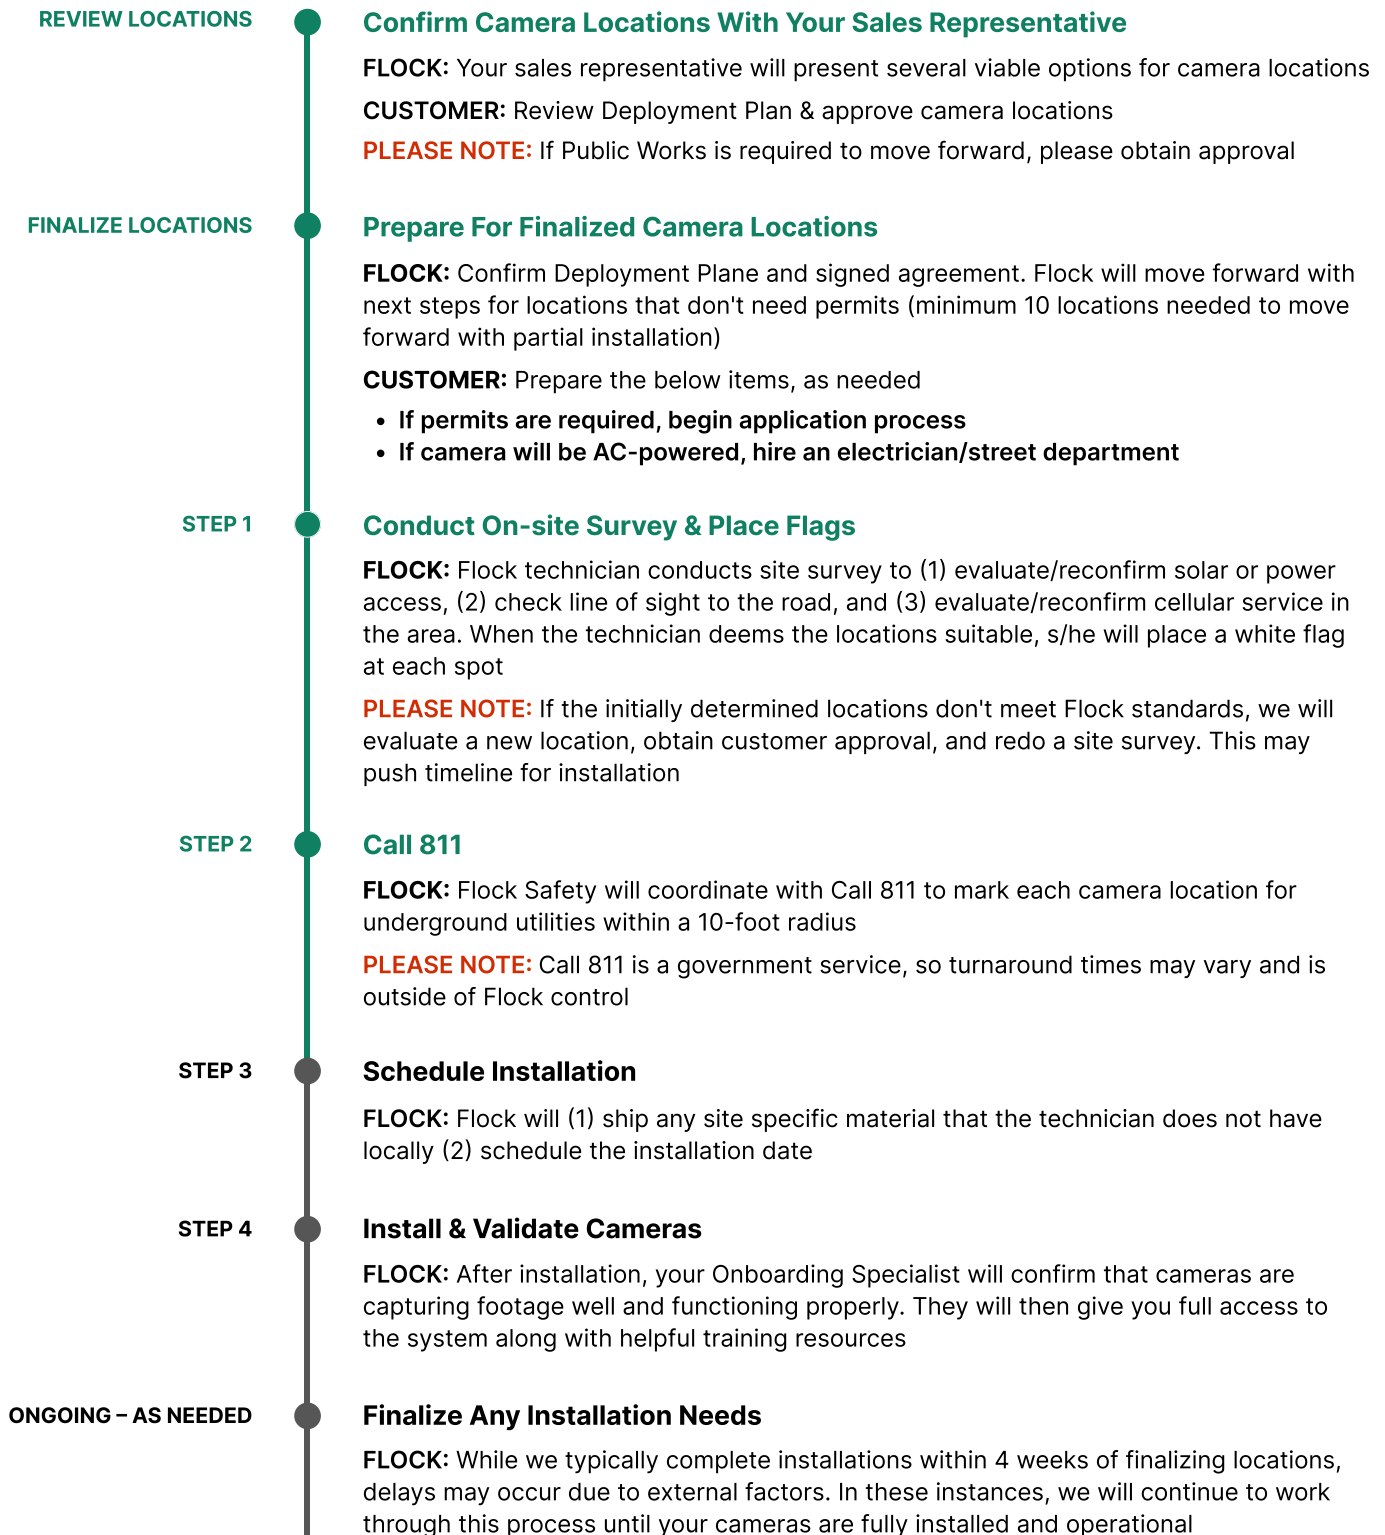 REVIEW LOCATIONS
Confirm Camera Locations With Your Sales Representative
FLOCK: Your sales representative will present several viable options for camera locations
CUSTOMER: Review Deployment Plan & approve camera locations
PLEASE NOTE: If Public Works is required to move forward, please obtain approval
FINALIZE LOCATIONS
Prepare For Finalized Camera Locations
FLOCK: Confirm Deployment Plane and signed agreement. Flock will move forward with
next steps for locations that don't need permits (minimum 10 locations needed to move
forward with partial installation)
CUSTOMER: Prepare the below items, as needed
• If permits are required, begin application process
• If camera will be AC-powered, hire an electrician/street department
STEP 1
Conduct On-site Survey & Place Flags
FLOCK: Flock technician conducts site survey to (1) evaluate/reconfirm solar or power
access, (2) check line of sight to the road, and (3) evaluate/reconfirm cellular service in
the area. When the technician deems the locations suitable, s/he will place a white flag
at each spot
PLEASE NOTE: If the initially determined locations don't meet Flock standards, we will
evaluate a new location, obtain customer approval, and redo a site survey. This may
push timeline for installation
STEP 2
Call 811
FLOCK: Flock Safety will coordinate with Call 811 to mark each camera location for
underground utilities within a 10-foot radius
PLEASE NOTE: Call 811 is a government service, so turnaround times may vary and is
outside of Flock control
STEP 3
Schedule Installation
FLOCK: Flock will (1) ship any site specific material that the technician does not have
locally (2) schedule the installation date
STEP 4
Install & Validate Cameras
FLOCK: After installation, your Onboarding Specialist will confirm that cameras are
capturing footage well and functioning properly. They will then give you full access to
the system along with helpful training resources
ONGOING – AS NEEDED
Finalize Any Installation Needs
FLOCK: While we typically complete installations within 4 weeks of finalizing locations,
delays may occur due to external factors. In these instances, we will continue to work
through this process until your cameras are fully installed and operational